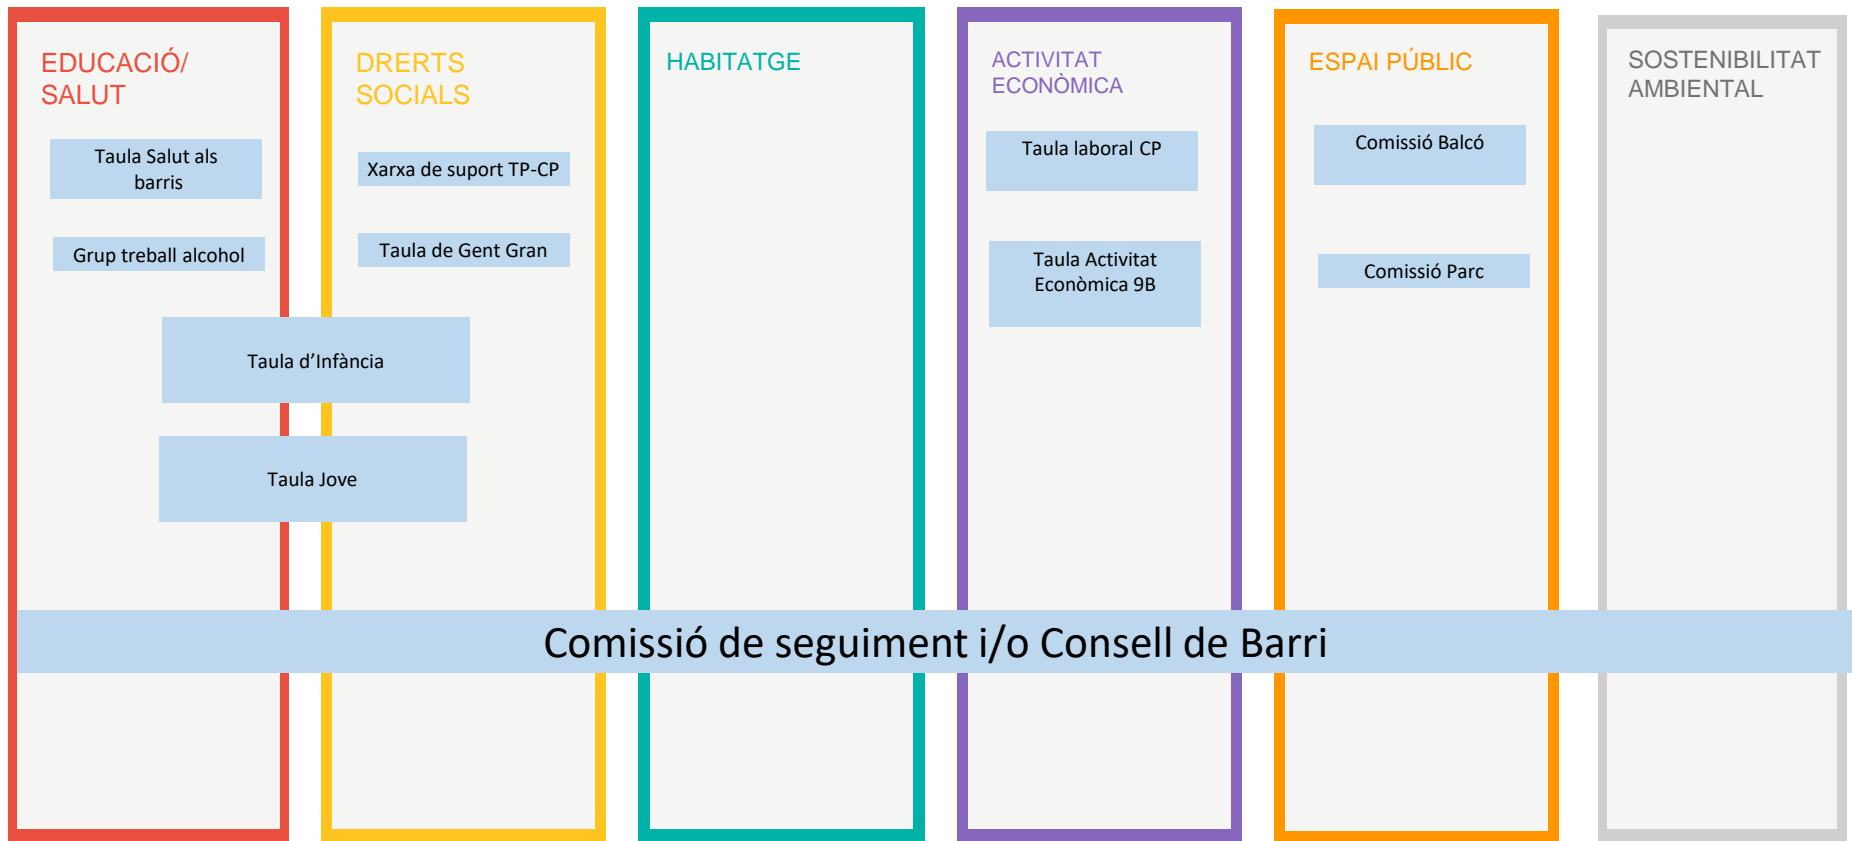 EDUCACIÓ/
SALUT
Taula Salut als
barris
Grup treball alcohol
DRERTS
SOCIALS
Xarxa de suport TP-CP
Taula de Gent Gran
Taula d’Infància
Taula Jove
HABITATGE
ACTIVITAT
ECONÒMICA
Taula laboral CP
Taula Activitat
Econòmica 9B
ESPAI PÚBLIC
Comissió Balcó
Comissió Parc
SOSTENIBILITAT
AMBIENTAL
Comissió de seguiment i/o Consell de Barri